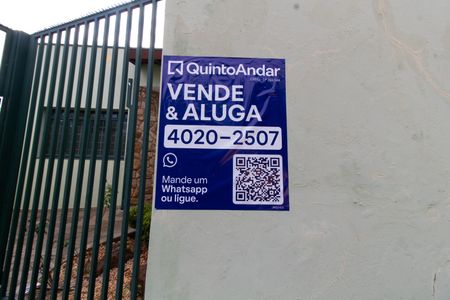 QuintoAndar
VENDE
& ALUGA
4020-2507
Mande um
Whatsapp
ou ligue.